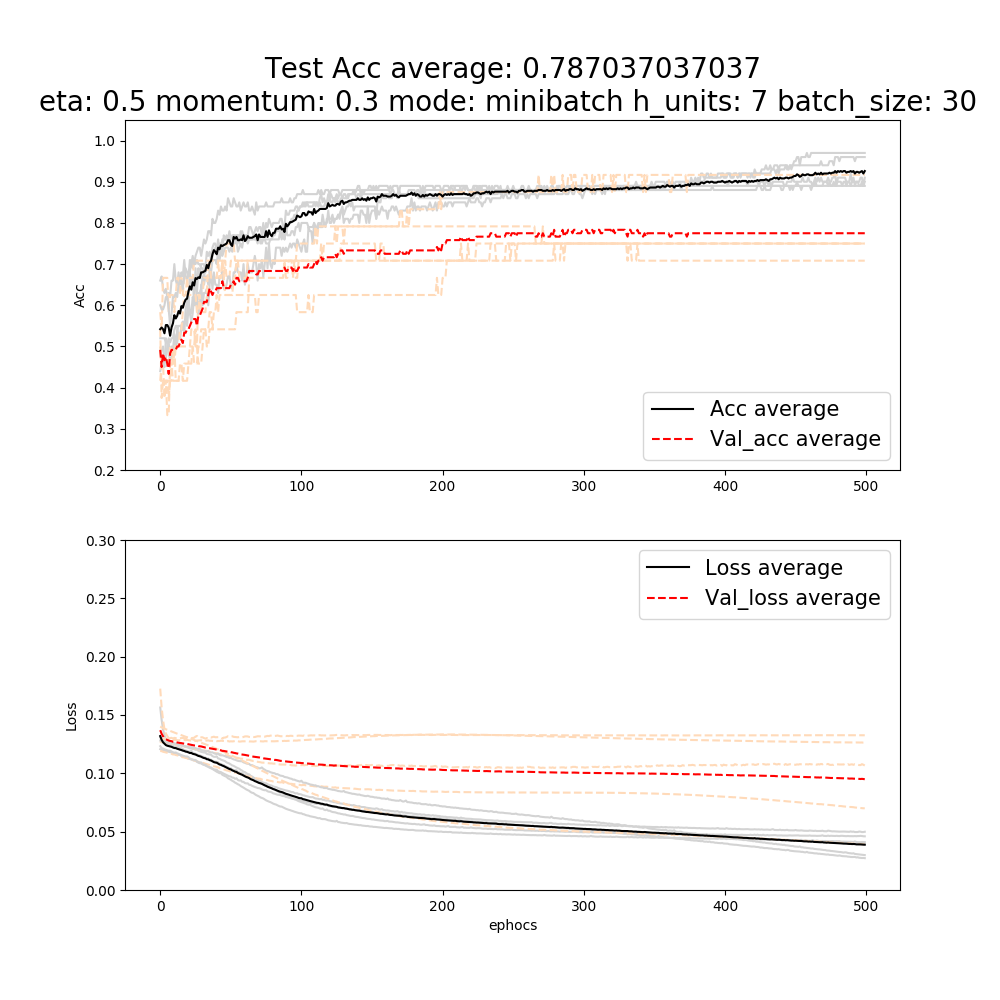 Test Acc average: 0.787037037037
eta: 0.5 momentum: 0.3 mode: minibatch h_units: 7 batch_size: 30
1.0
0.9
0.8
0.7
0.6
0.5
0.4
0.3
0.2
Acc
Acc average
Val_acc average
0 100 200 300 400 500
0.30
0.25
0.20
0.15
0.10
0.05
0.00
Loss
Loss average
Val_loss average
0 100 200 300 400 500
ephocs